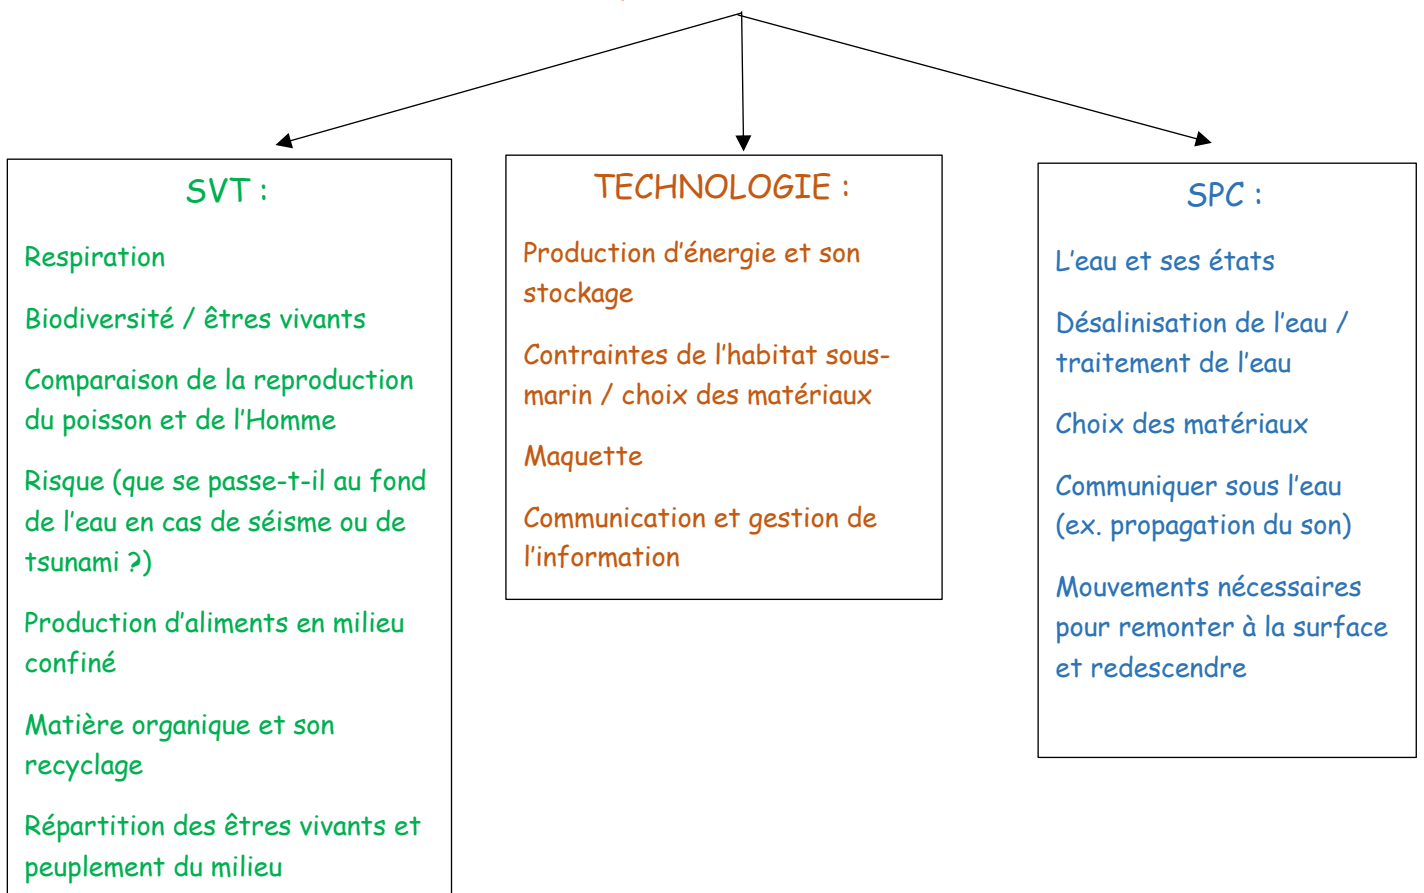 SVT :
Respiration
Biodiversité / êtres vivants
Comparaison de la reproduction
du poisson et de l'Homme
Risque (que se passe-t-il au fond
de l'eau en cas de séisme ou de
tsunami ?)
Production d'aliments en milieu
confiné
Matière organique et son
recyclage
Répartition des êtres vivants et
peuplement du milieu
TECHNOLOGIE :
Production d'énergie et son
stockage
Contraintes de l'habitat sous-
marin / choix des matériaux
Maquette
Communication et gestion de
l'information
SPC :
L'eau et ses états
Désalinisation de l'eau /
traitement de l'eau
Choix des matériaux
Communiquer sous l'eau
(ex. propagation du son)
Mouvements nécessaires
pour remonter à la surface
et redescendre